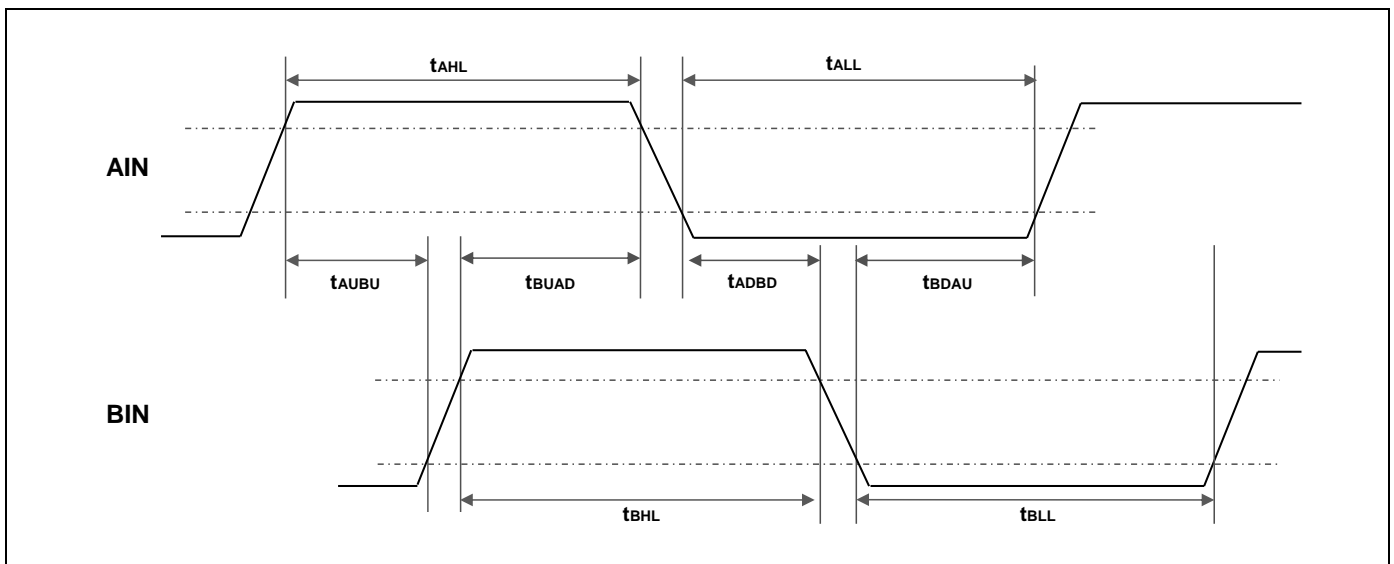 tAHL
tALL
AIN
tAUBU
tBUAD
tADBD
tBDAU
BIN
tBHL
tBLL